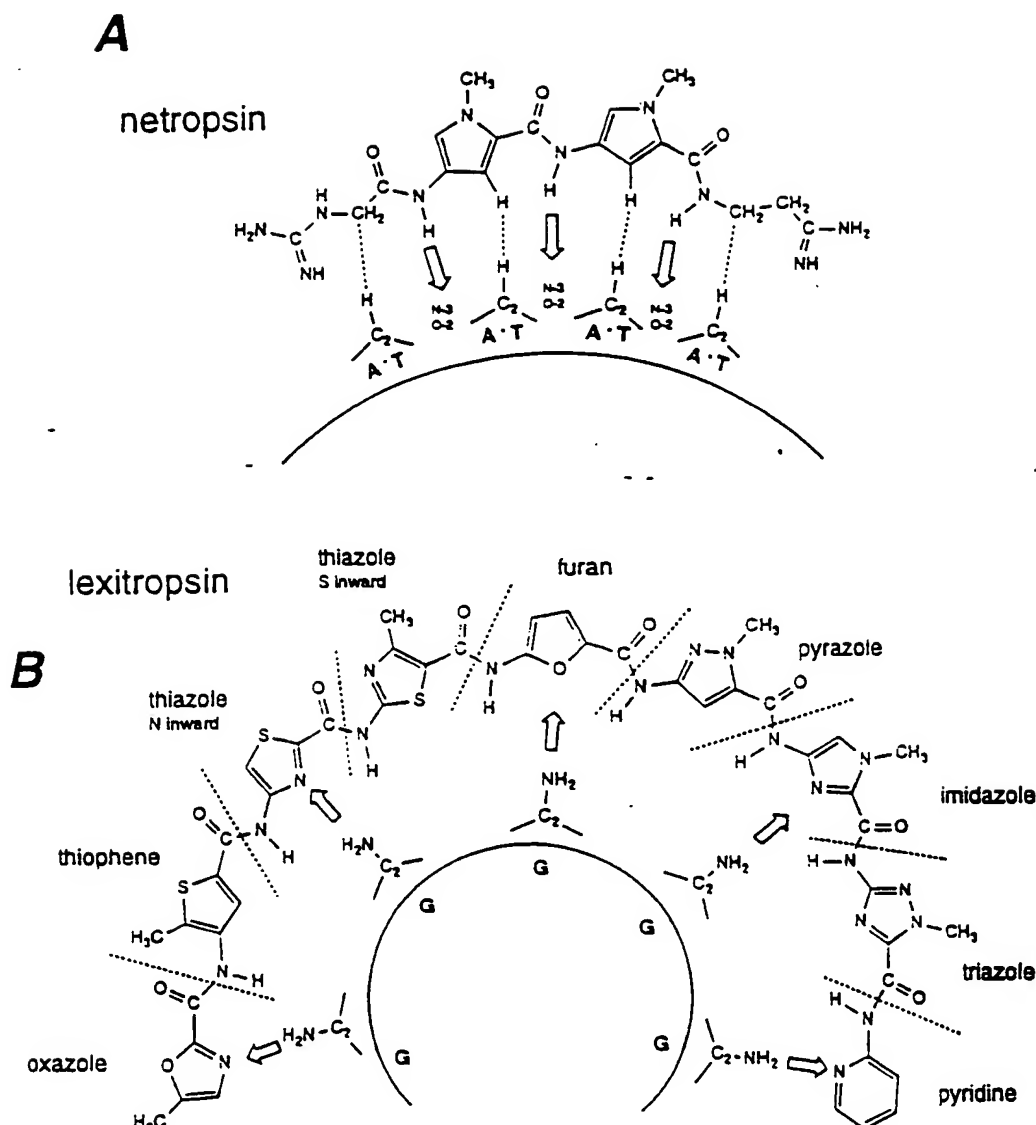 A
netropsin
CH₃
CH₃
N
O
N
O
O
C
C
C
N
H
N
C
H
N
H
N
CH₂
H
H
H
N
CH₂
CH₂
H₂N
C
NH
H
C
NH₂
NH
H
H
H
H
N-3
O-2
N-3
O-2
N-3
O-2
C₂
C₂
C₂
C₂
A·T
A·T
A·T
A·T
lexitropsin
thiazole
S inward
furan
B
CH₃
O
O
CH₃
pyrazole
N
C
N
H
O
C
N
N
S
N
H
C
O
thiazole
N inward
O
C
N
H
H
N
S
N
N
CH₃
imidazole
NH₂
N
C₂
C
O
O
C
N
H
H₂N
C₂
G
C₂
NH₂
H
N
thiophene
S
G
G
N
N
N
CH₃
triazole
H₃C
N
H
C
O
O
C
H₂N
C₂
G
G
C₂
NH₂
H
N
oxazole
O
N
N
pyridine
H₃C